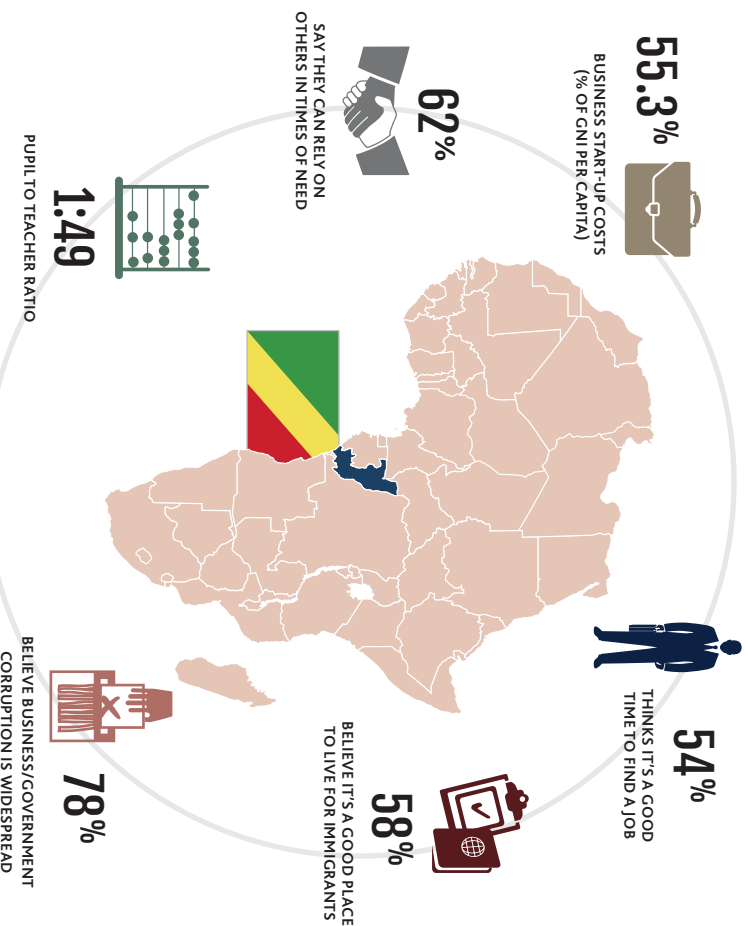 55.3%
BUSINESS START-UP COSTS
(% OF GNI PER CAPITA)
54%
THINKS IT'S A GOOD
TIME TO FIND A JOB
62%
SAY THEY CAN RELY ON
OTHERS IN TIMES OF NEED
58%
BELIEVE IT'S A GOOD PLACE
TO LIVE FOR IMMIGRANTS
1:49
PUPIL TO TEACHER RATIO
78%
BELIEVE BUSINESS/GOVERNMENT
CORRUPTION IS WIDESPREAD